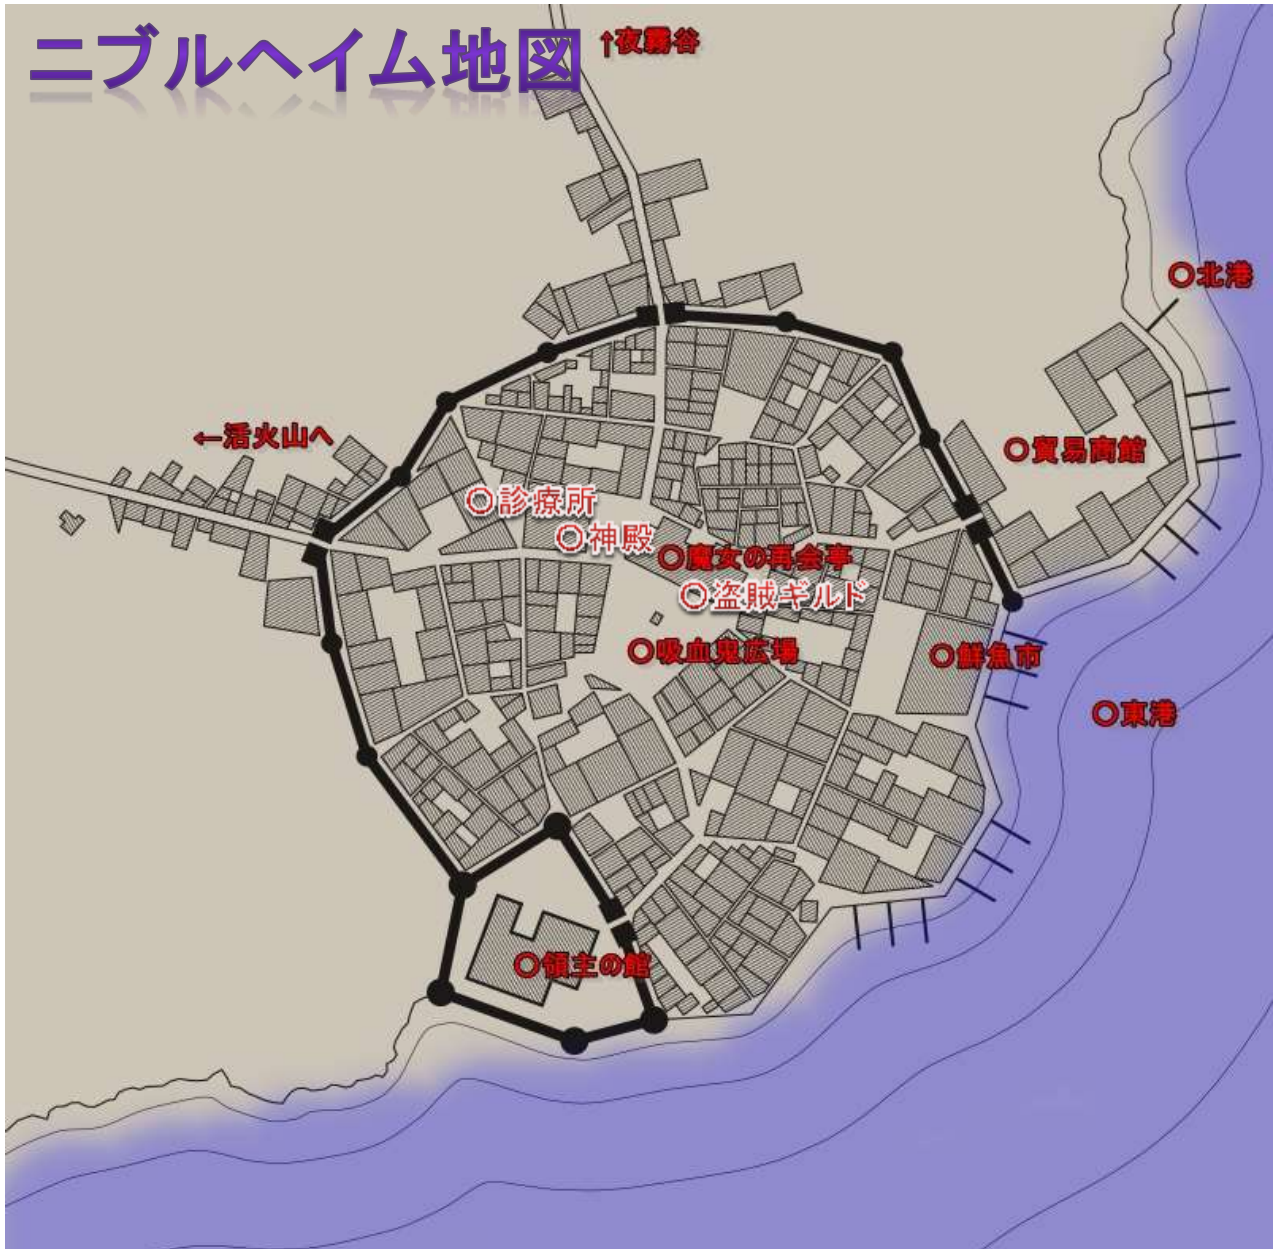 ニブルヘイム地図
↑夜霧谷
○北港
←活火山へ
○貿易商館
○診療所
○神殿
○魔女の再会亭
○盗賊ギルド
○吸血鬼広場
○鮮魚市
○東港
○領主の館